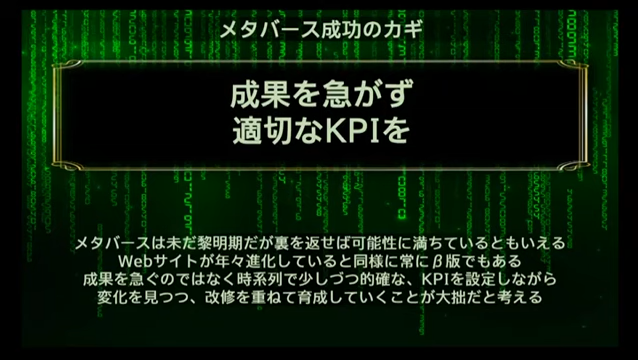 メタバース成功のカギ
成果を急がず
適切なKPIを
メタバースは未だ黎明期だが裏を返せば可能性に満ちているともいえる
Webサイトが年々進化していると同様に常にβ版でもある
成果を急ぐのではなく時系列で少しづつ的確な、KPIを設定しながら
変化を見つつ、改修を重ねて育成していくことが大拙だと考える